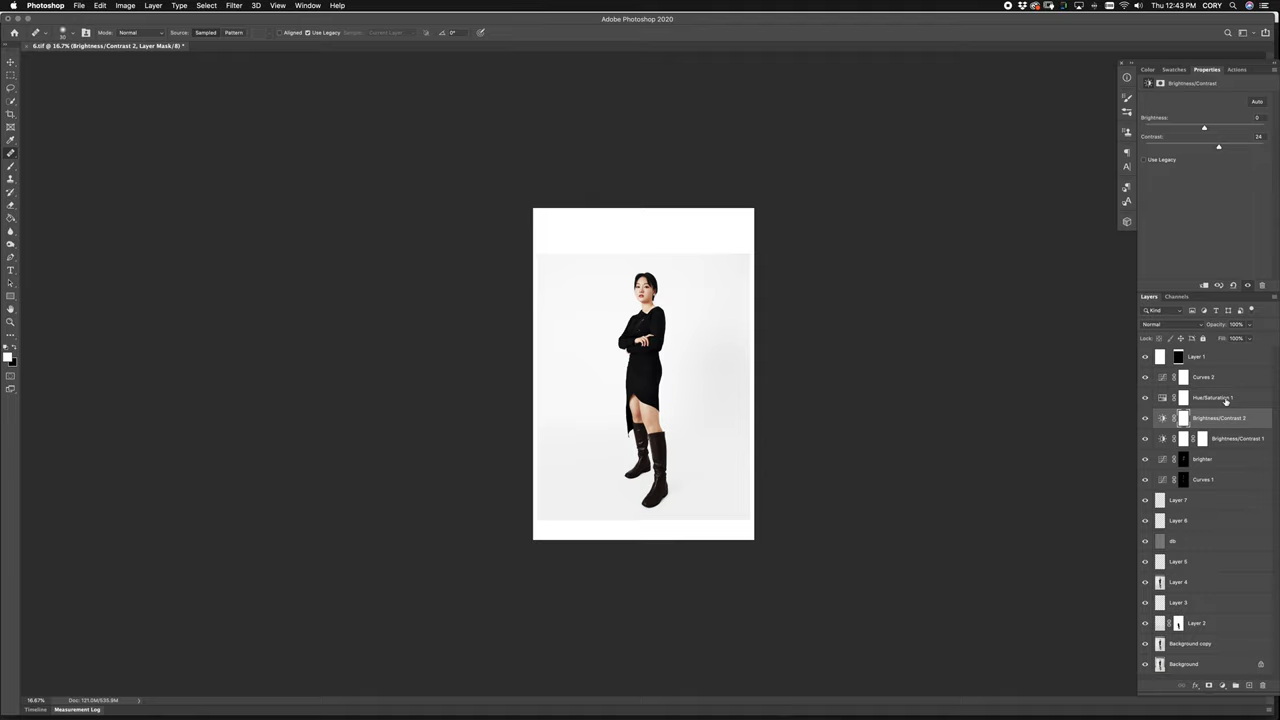 Photoshop File Edit Image Layer Type Select Filter 3D View Window Help
Thu 12:43 PM CORY
Adobe Photoshop 2020
Mode: Normal Source: Sampled Pattern Aligned Use Legacy Sample: Current Layer 0°
30
6.tif @ 16.7% (Brightness/Contrast 2, Layer Mask/8) *
Color Swatches Properties Actions
Brightness/Contrast
Auto
Brightness: 0
Contrast: 24
Use Legacy
Layers Channels
Kind
Normal Opacity: 100%
Lock: Fill: 100%
Layer 1
Curves 2
Hue/Saturation 1
Brightness/Contrast 2
Brightness/Contrast 1
brighter
Curves 1
Layer 7
Layer 6
db
Layer 5
Layer 4
Layer 3
Layer 2
Background copy
Background
16.67% Doc: 121.0M/535.9M
Timeline Measurement Log